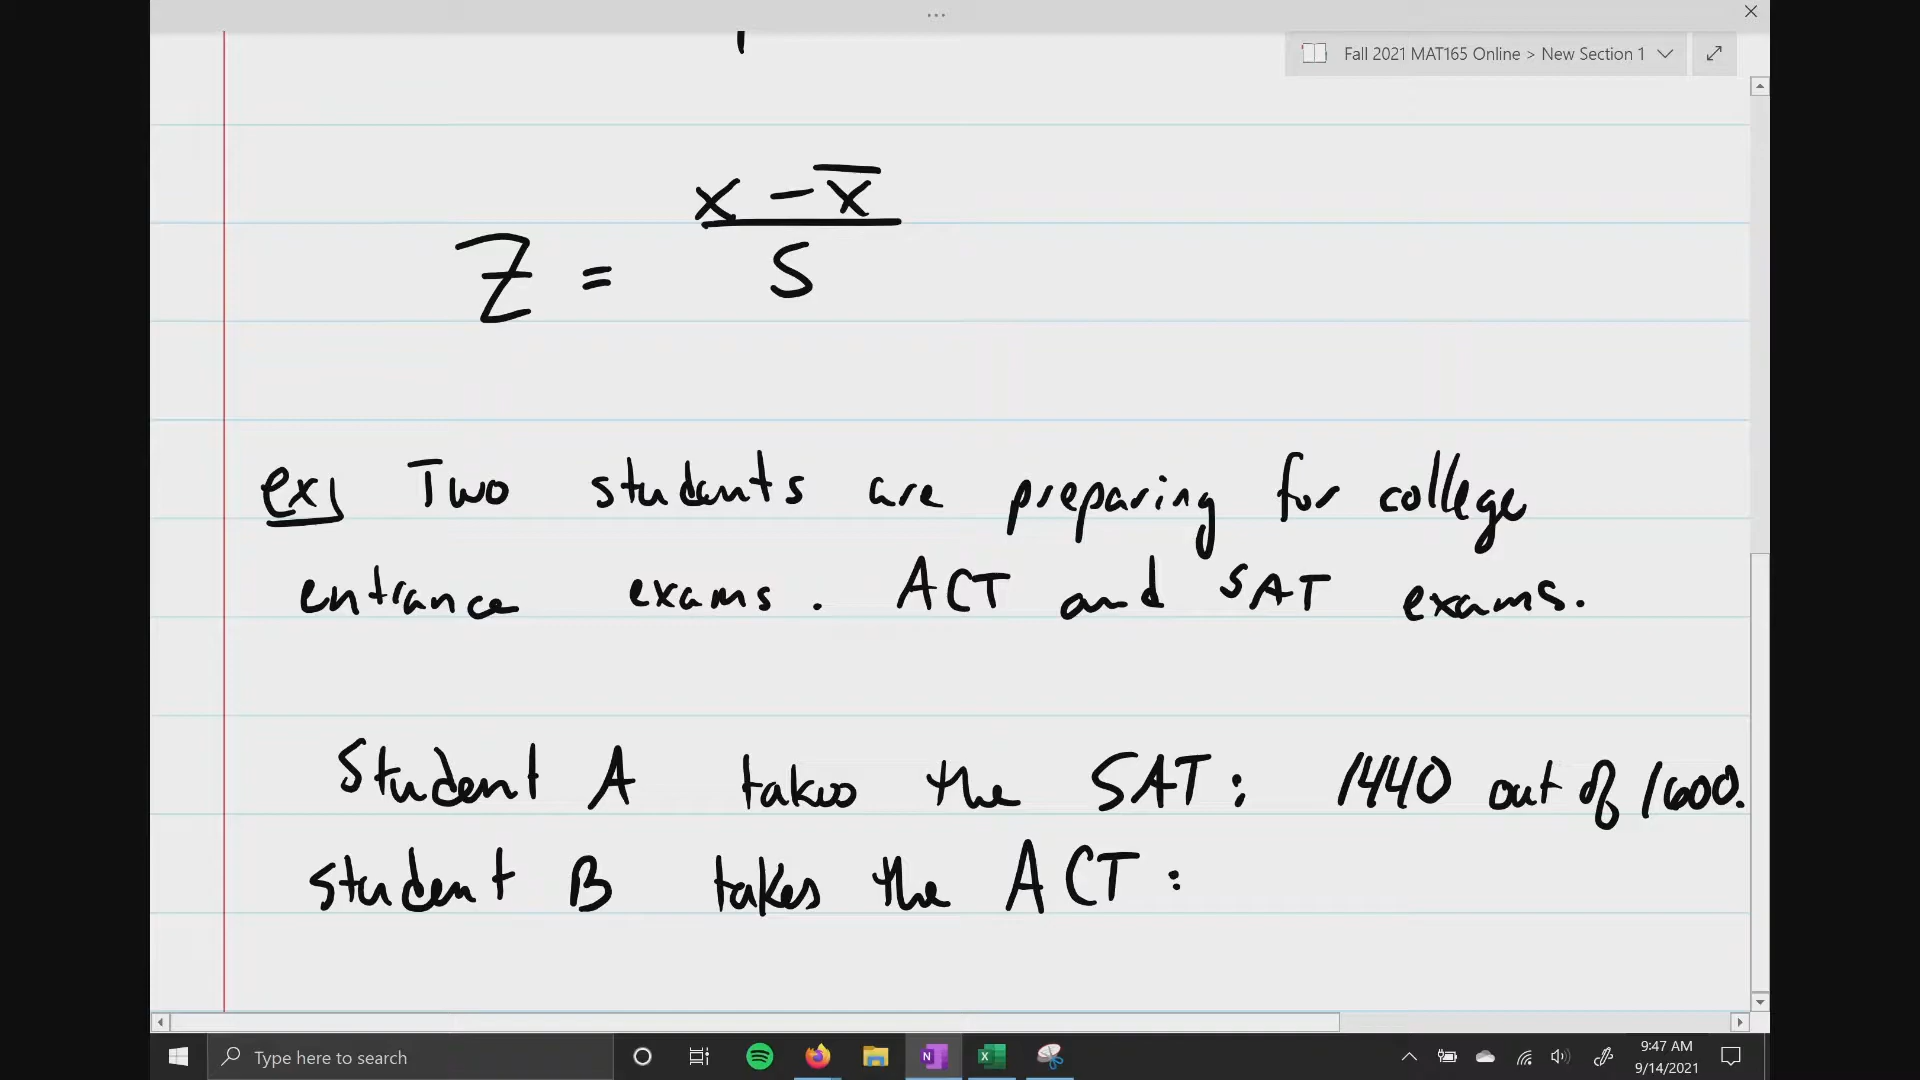 Fall 2021 MAT165 Online > New Section 1
Z = x - x̅ / s
ex) Two students are preparing for college
entrance exams. ACT and SAT exams.
Student A takes the SAT: 1440 out of 1600.
Student B takes the ACT:
Type here to search
9:47 AM
9/14/2021